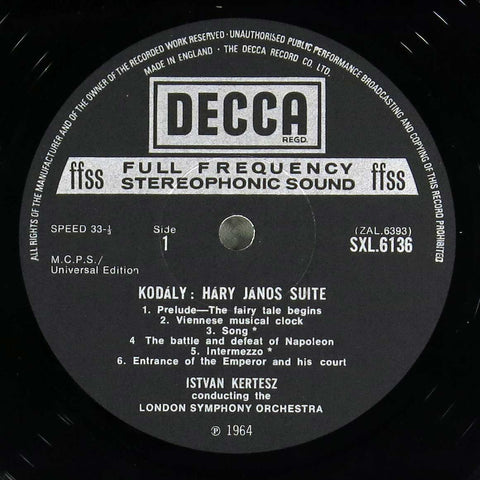 ALL RIGHTS OF THE MANUFACTURER AND OF THE OWNER OF THE RECORDED WORK RESERVED · UNAUTHORISED PUBLIC PERFORMANCE BROADCASTING AND COPYING OF THIS RECORD PROHIBITED
MADE IN ENGLAND · THE DECCA RECORD CO. LTD.
DECCA
REGD.
ffss FULL FREQUENCY STEREOPHONIC SOUND ffss
SPEED 33-⅓
Side 1
(ZAL.6393)
SXL.6136
M.C.P.S./
Universal Edition
KODÁLY : HÁRY JÁNOS SUITE
1. Prelude—The fairy tale begins
2. Viennese musical clock
3. Song *
4 The battle and defeat of Napoleon
5. Intermezzo *
6. Entrance of the Emperor and his court
ISTVAN KERTESZ
conducting the
LONDON SYMPHONY ORCHESTRA
℗ 1964